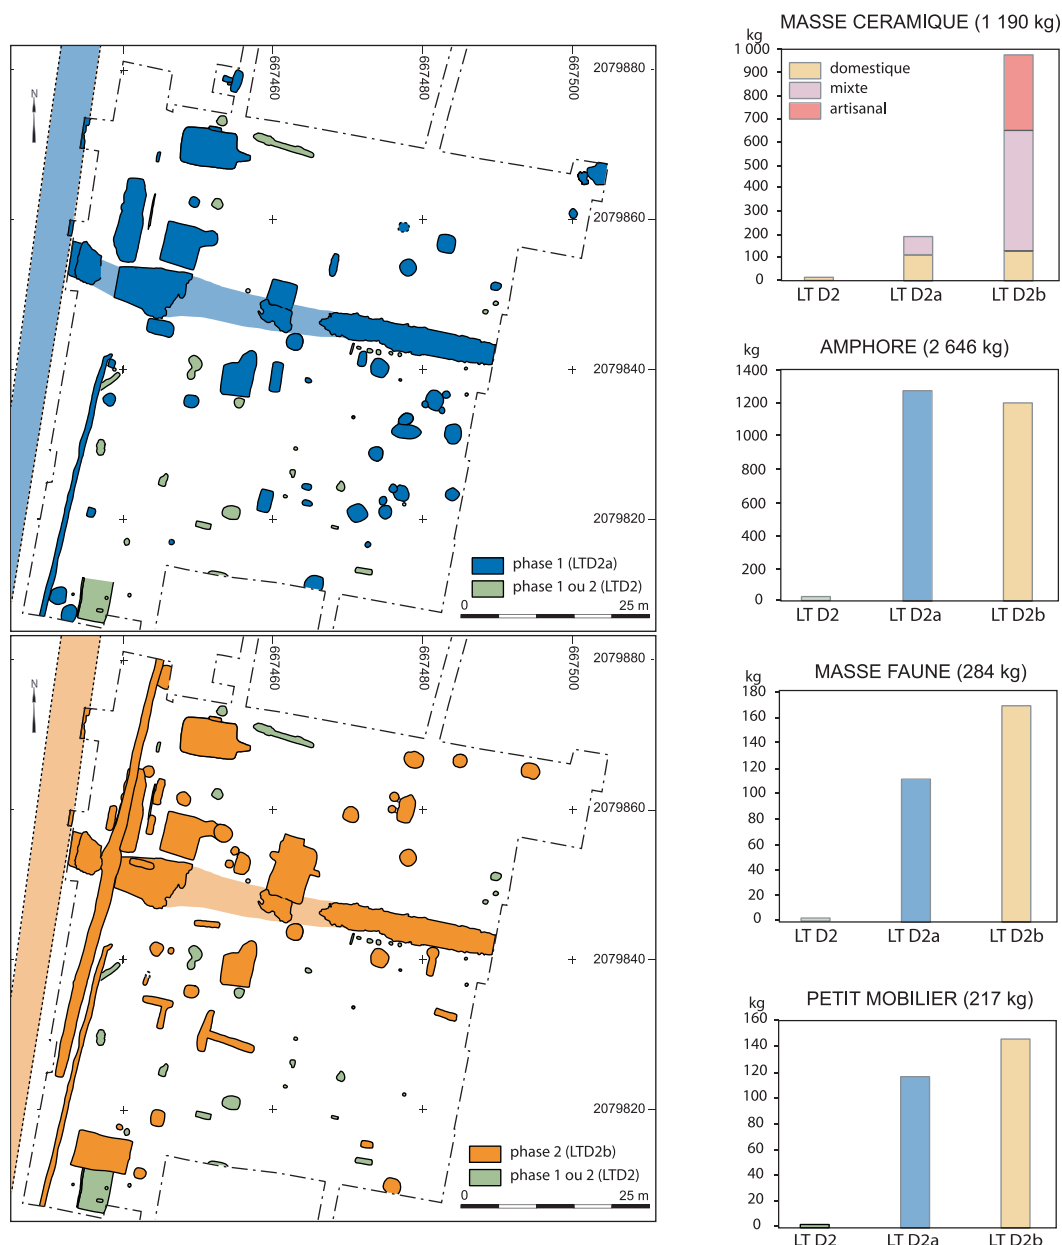 667460
667480
667500
2079880
N
2079860
2079840
2079820
phase 1 (LTD2a)
phase 1 ou 2 (LTD2)
0
25 m
667460
667480
667500
2079880
N
2079860
2079840
2079820
phase 2 (LTD2b)
phase 1 ou 2 (LTD2)
0
25 m
MASSE CERAMIQUE (1 190 kg)
kg
1 000
900
800
700
600
500
400
300
200
100
0
domestique
mixte
artisanal
LT D2 LT D2a LT D2b
AMPHORE (2 646 kg)
kg
1400
1200
1000
800
600
400
200
0
LT D2 LT D2a LT D2b
MASSE FAUNE (284 kg)
kg
180
160
140
120
100
80
60
40
20
0
LT D2 LT D2a LT D2b
PETIT MOBILIER (217 kg)
kg
160
140
120
100
80
60
40
20
0
LT D2 LT D2a LT D2b